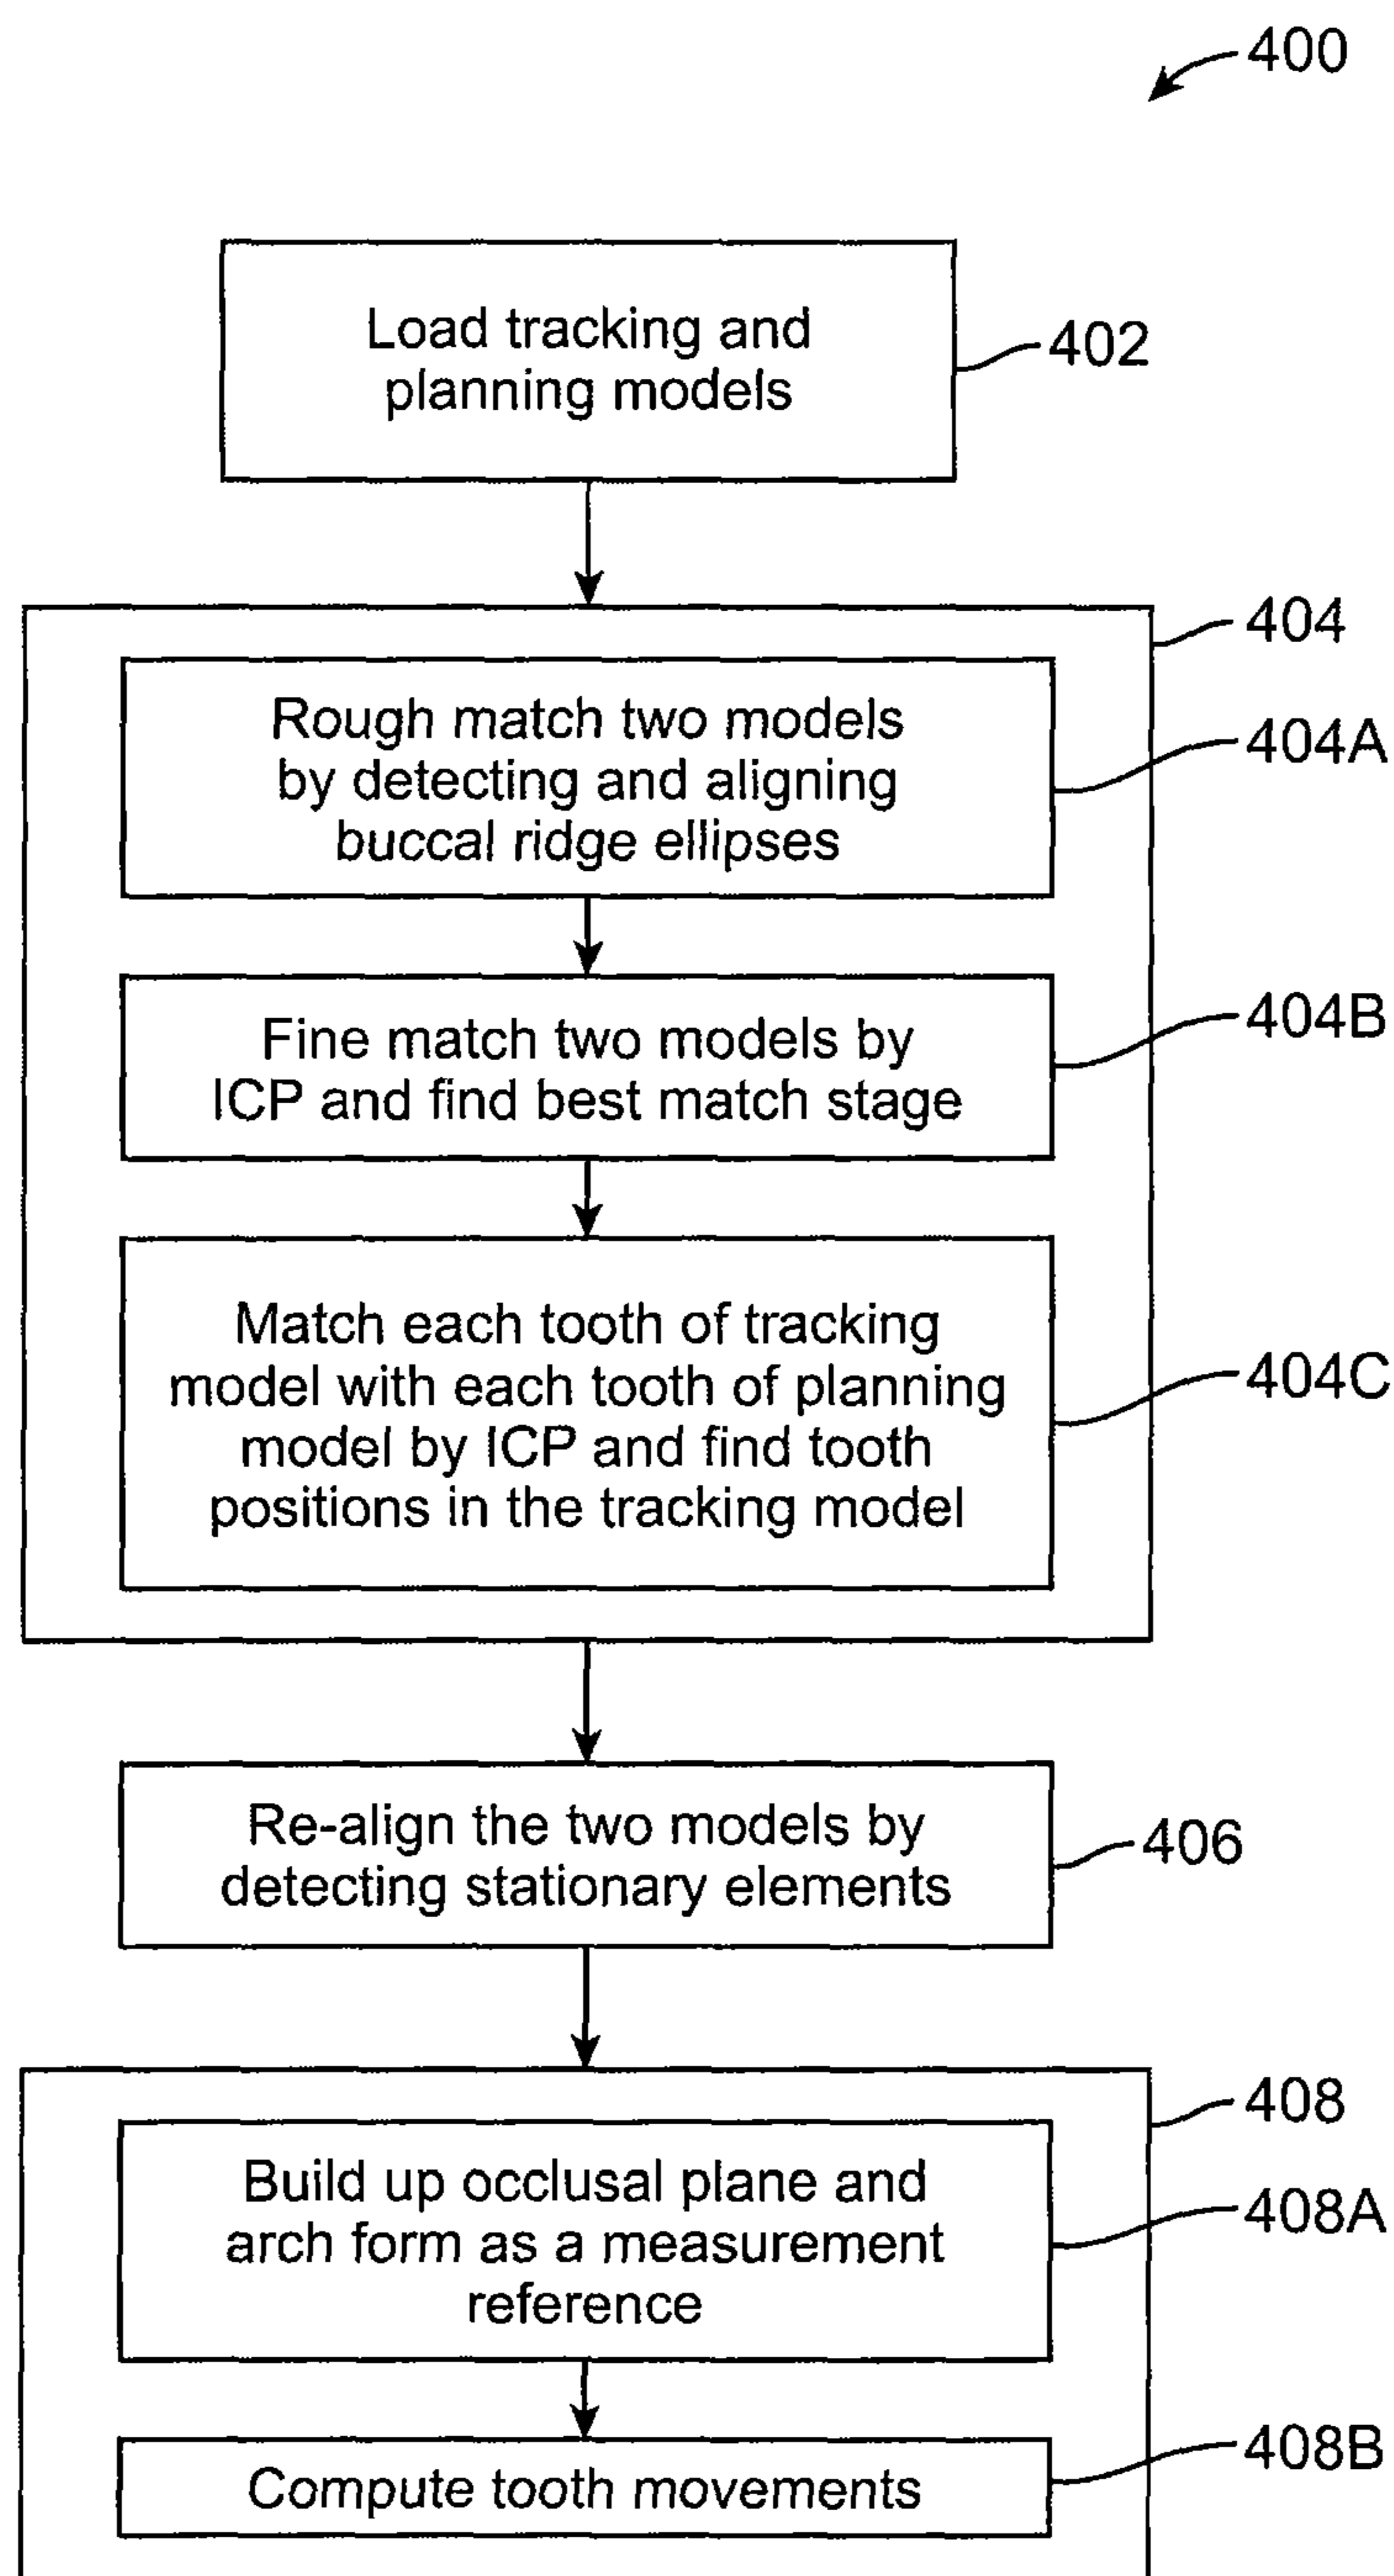 400
Load tracking and
planning models
402
404
Rough match two models
by detecting and aligning
buccal ridge ellipses
404A
Fine match two models by
ICP and find best match stage
404B
Match each tooth of tracking
model with each tooth of planning
model by ICP and find tooth
positions in the tracking model
404C
Re-align the two models by
detecting stationary elements
406
408
Build up occlusal plane and
arch form as a measurement
reference
408A
Compute tooth movements
408B